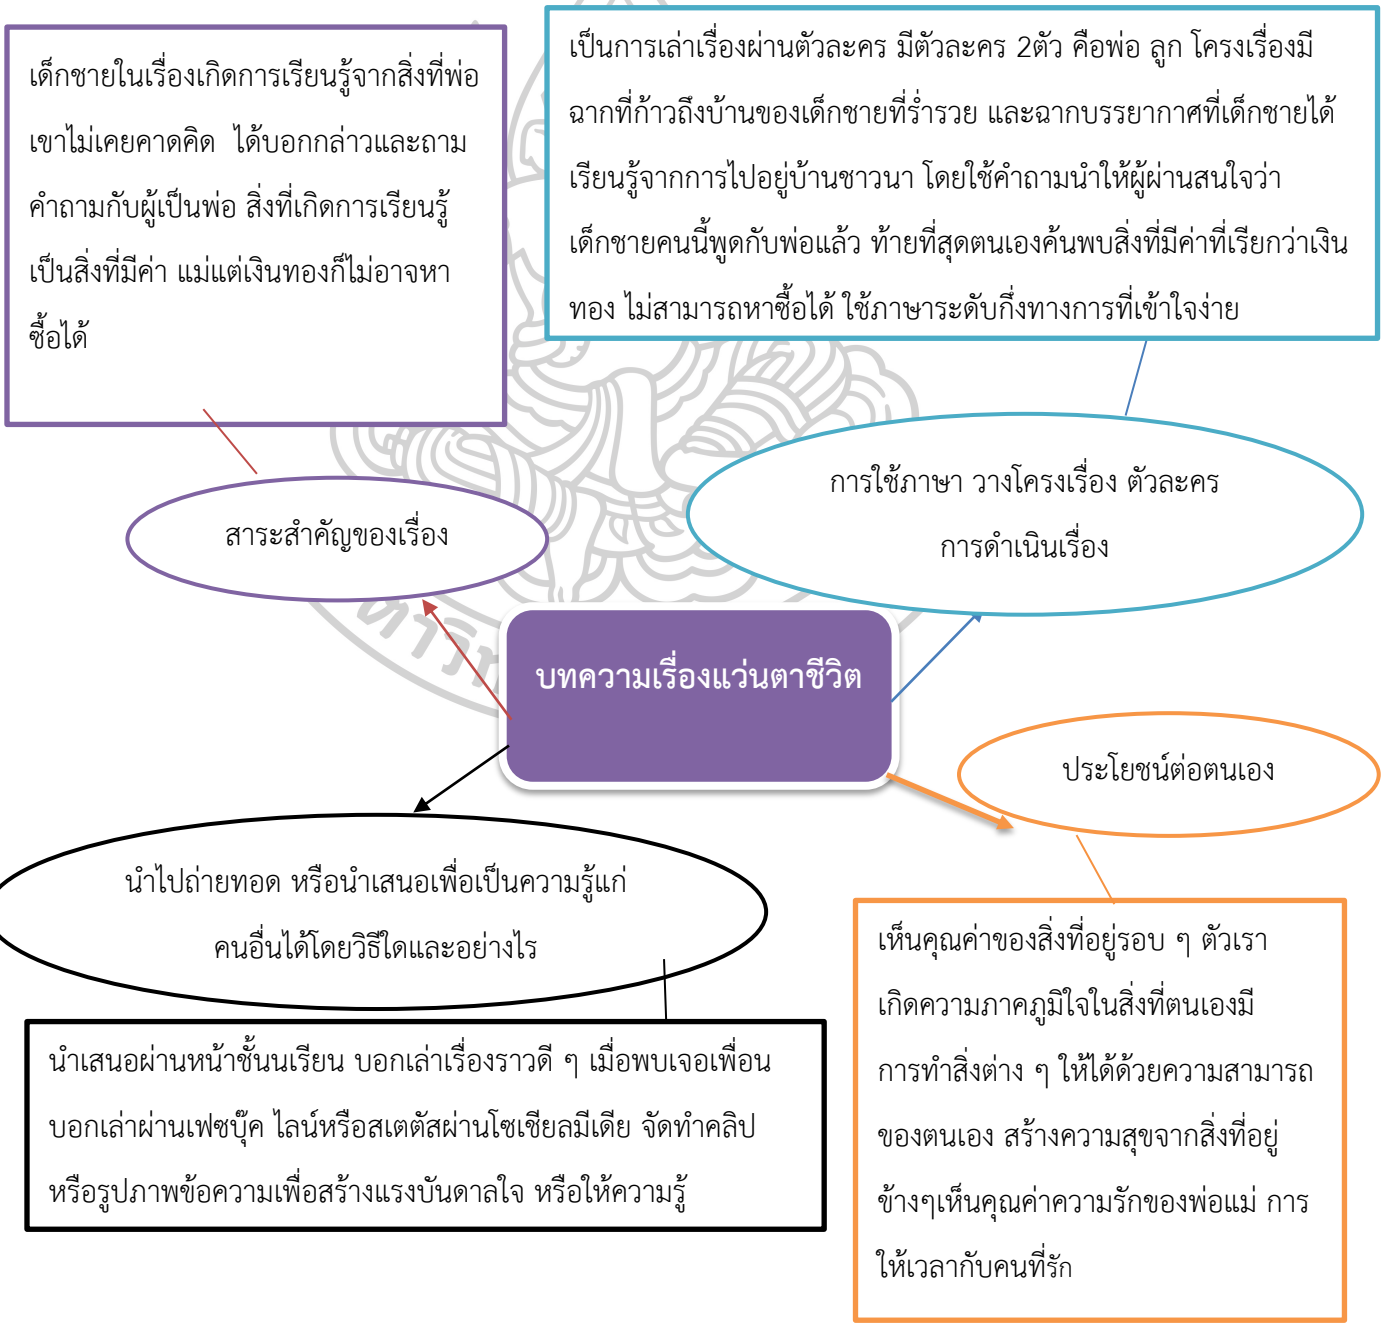 เด็กชายในเรื่องเกิดการเรียนรู้จากสิ่งที่พ่อ
เขาไม่เคยคาดคิด ได้บอกกล่าวและถาม
คำถามกับผู้เป็นพ่อ สิ่งที่เกิดการเรียนรู้
เป็นสิ่งที่มีค่า แม่แต่เงินทองก็ไม่อาจหา
ซื้อได้
เป็นการเล่าเรื่องผ่านตัวละคร มีตัวละคร 2ตัว คือพ่อ ลูก โครงเรื่องมี
ฉากที่ก้าวถึงบ้านของเด็กชายที่ร่ำรวย และฉากบรรยากาศที่เด็กชายได้
เรียนรู้จากการไปอยู่บ้านชาวนา โดยใช้คำถามนำให้ผู้ผ่านสนใจว่า
เด็กชายคนนี้พูดกับพ่อแล้ว ท้ายที่สุดตนเองค้นพบสิ่งที่มีค่าที่เรียกว่าเงิน
ทอง ไม่สามารถหาซื้อได้ ใช้ภาษาระดับกึ่งทางการที่เข้าใจง่าย
สาระสำคัญของเรื่อง
การใช้ภาษา วางโครงเรื่อง ตัวละคร
การดำเนินเรื่อง
บทความเรื่องแว่นตาชีวิต
ประโยชน์ต่อตนเอง
นำไปถ่ายทอด หรือนำเสนอเพื่อเป็นความรู้แก่
คนอื่นได้โดยวิธีใดและอย่างไร
นำเสนอผ่านหน้าชั้นนเรียน บอกเล่าเรื่องราวดี ๆ เมื่อพบเจอเพื่อน
บอกเล่าผ่านเฟซบุ๊ค ไลน์หรือสเตตัสผ่านโซเชียลมีเดีย จัดทำคลิป
หรือรูปภาพข้อความเพื่อสร้างแรงบันดาลใจ หรือให้ความรู้
เห็นคุณค่าของสิ่งที่อยู่รอบ ๆ ตัวเรา
เกิดความภาคภูมิใจในสิ่งที่ตนเองมี
การทำสิ่งต่าง ๆ ให้ได้ด้วยความสามารถ
ของตนเอง สร้างความสุขจากสิ่งที่อยู่
ข้างๆเห็นคุณค่าความรักของพ่อแม่ การ
ให้เวลากับคนที่รัก